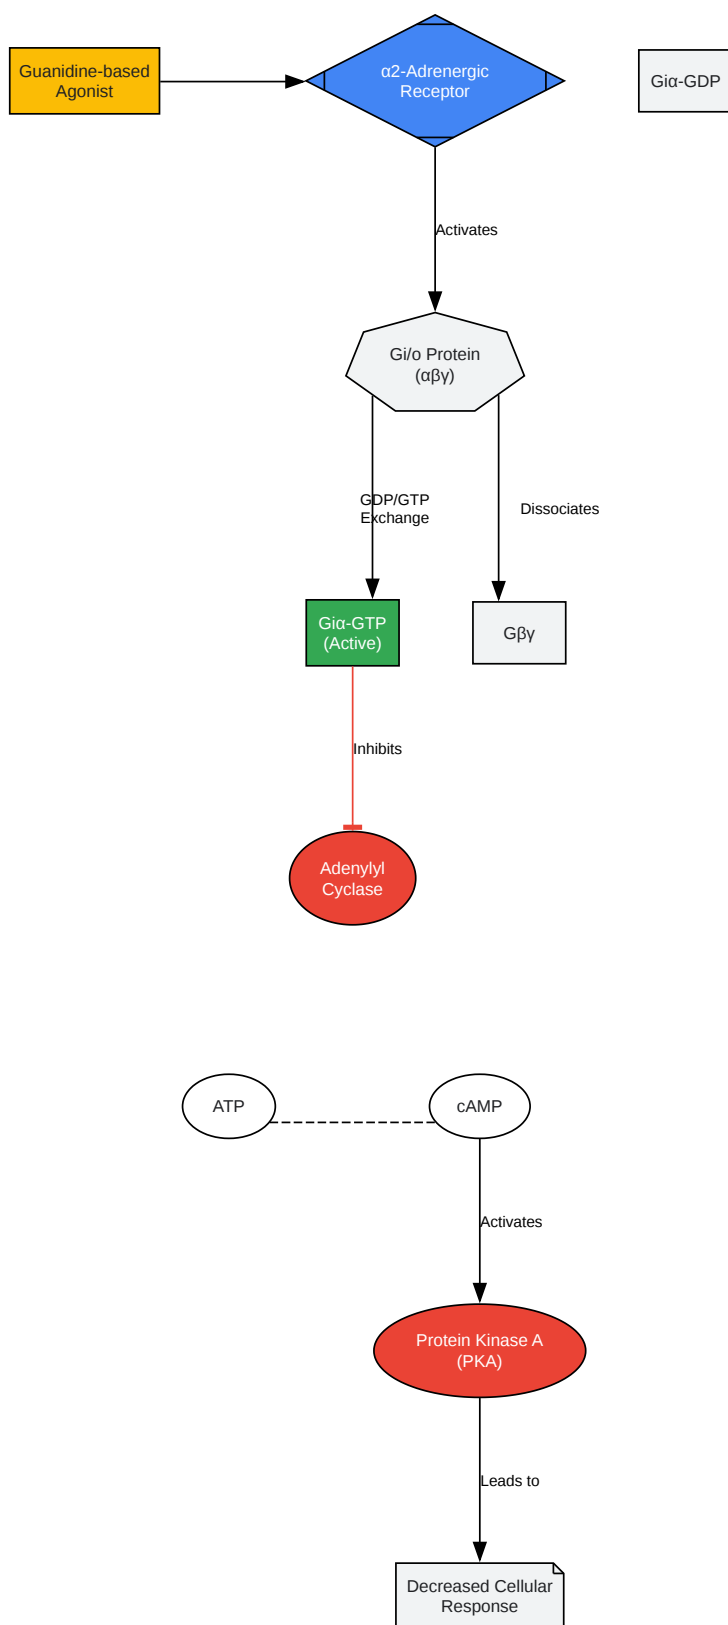 Guanidine-based
Agonist
α2-Adrenergic
Receptor
Giα-GDP
Activates
Gi/o Protein
(αβγ)
GDP/GTP
Exchange
Dissociates
Giα-GTP
(Active)
Gβγ
Inhibits
Adenylyl
Cyclase
ATP
cAMP
Activates
Protein Kinase A
(PKA)
Leads to
Decreased Cellular
Response